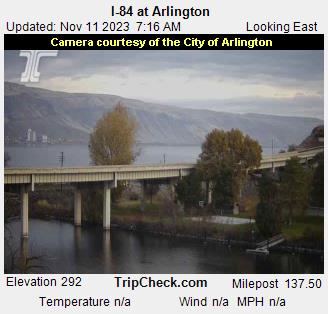 I-84 at Arlington
Updated: Nov 11 2023 7:16 AM Looking East
Camera courtesy of the City of Arlington
Elevation 292 TripCheck.com Milepost 137.50
Temperature n/a Wind n/a MPH n/a